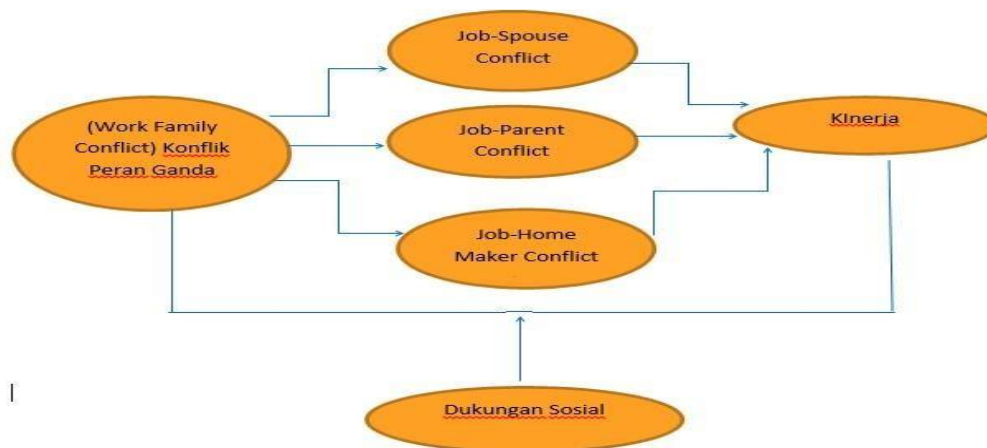 Job-Spouse
Conflict
(Work Family
Conflict) Konflik
Peran Ganda
Job-Parent
Conflict
KInerja
Job-Home
Maker Conflict
Dukungan Sosial